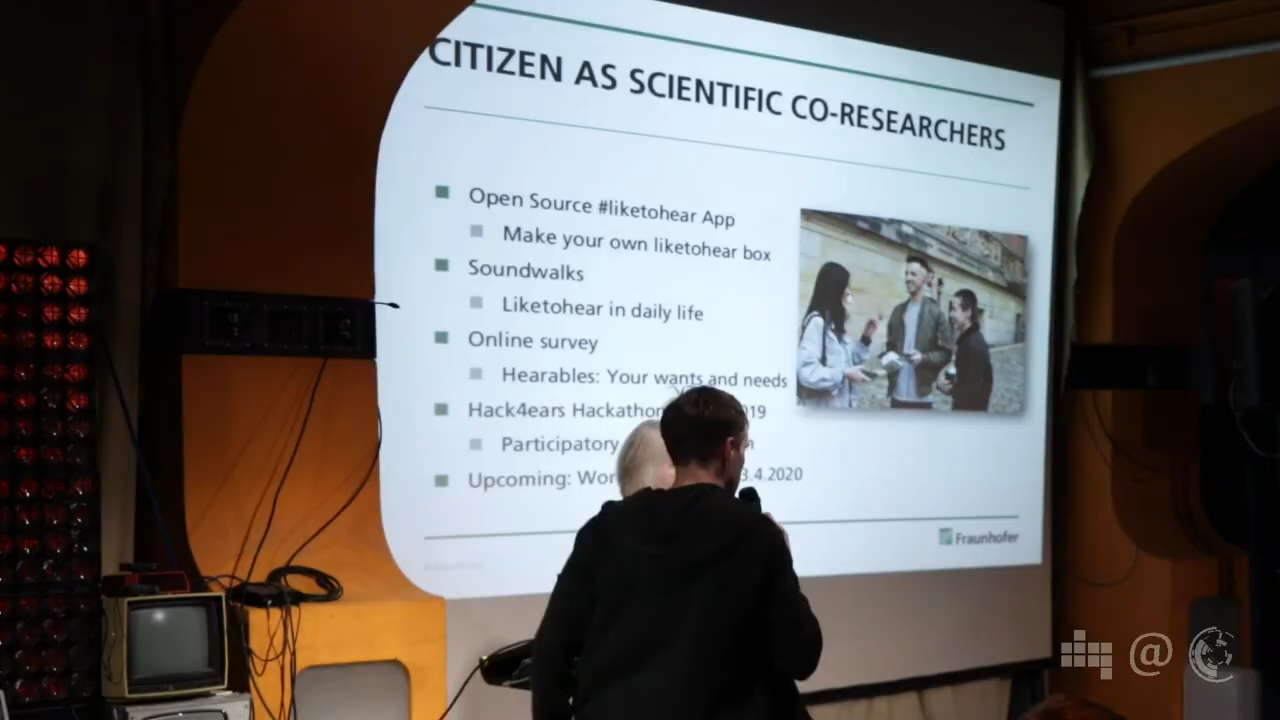 CITIZEN AS SCIENTIFIC CO-RESEARCHERS
Open Source #liketohear App
Make your own liketohear box
Soundwalks
Liketohear in daily life
Online survey
Hearables: Your wants and needs
Hack4ears Hackathon 19
Participatory
Upcoming: 3.4.2020
Fraunhofer
@